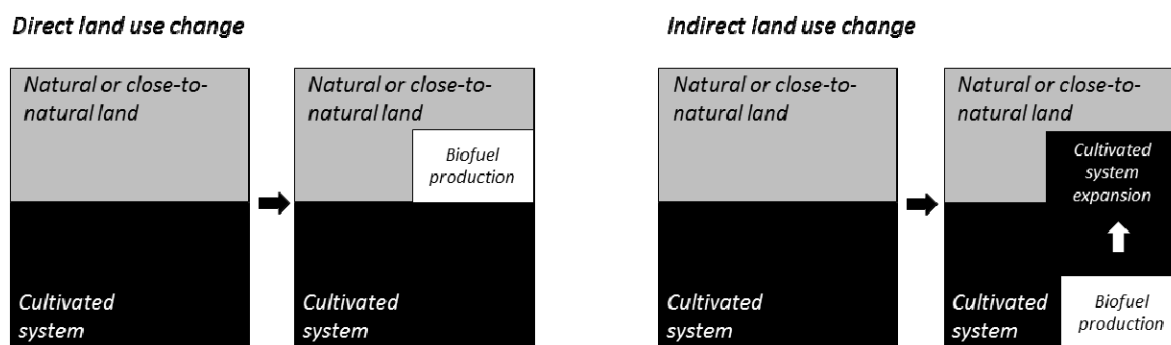 Direct land use change
Natural or close-to-
natural land
Cultivated
system
Natural or close-to-
natural land
Biofuel
production
Cultivated
system
Indirect land use change
Natural or close-to-
natural land
Cultivated
system
Natural or close-to-
natural land
Cultivated
system
expansion
Cultivated
system
Biofuel
production